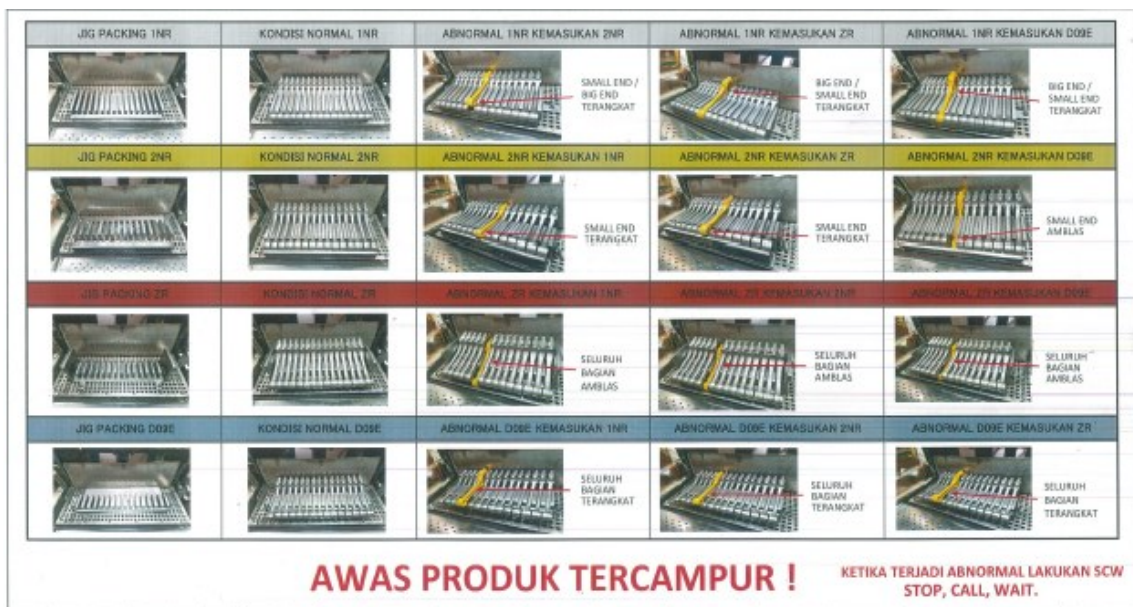 JIG PACKING 1NR
KONDISI NORMAL 1NR
ABNORMAL 1NR KEMASUKAN 2NR
ABNORMAL 1NR KEMASUKAN ZR
ABNORMAL 1NR KEMASUKAN D09E
SMALL END /
BIG END
TERANGKAT
BIG END /
SMALL END
TERANGKAT
BIG END /
SMALL END
TERANGKAT
JIG PACKING 2NR
KONDISI NORMAL 2NR
ABNORMAL 2NR KEMASUKAN 1NR
ABNORMAL 2NR KEMASUKAN ZR
ABNORMAL 2NR KEMASUKAN D09E
SMALL END
TERANGKAT
SMALL END
TERANGKAT
SMALL END
AMBLAS
JIG PACKING ZR
KONDISI NORMAL ZR
ABNORMAL ZR KEMASUKAN 1NR
ABNORMAL ZR KEMASUKAN 2NR
ABNORMAL ZR KEMASUKAN D09E
SELURUH
BAGIAN
AMBLAS
SELURUH
BAGIAN
AMBLAS
SELURUH
BAGIAN
AMBLAS
JIG PACKING D09E
KONDISI NORMAL D09E
ABNORMAL D09E KEMASUKAN 1NR
ABNORMAL D09E KEMASUKAN 2NR
ABNORMAL D09E KEMASUKAN ZR
SELURUH
BAGIAN
TERANGKAT
SELURUH
BAGIAN
TERANGKAT
SELURUH
BAGIAN
TERANGKAT
AWAS PRODUK TERCAMPUR !
KETIKA TERJADI ABNORMAL LAKUKAN SCW
STOP, CALL, WAIT.